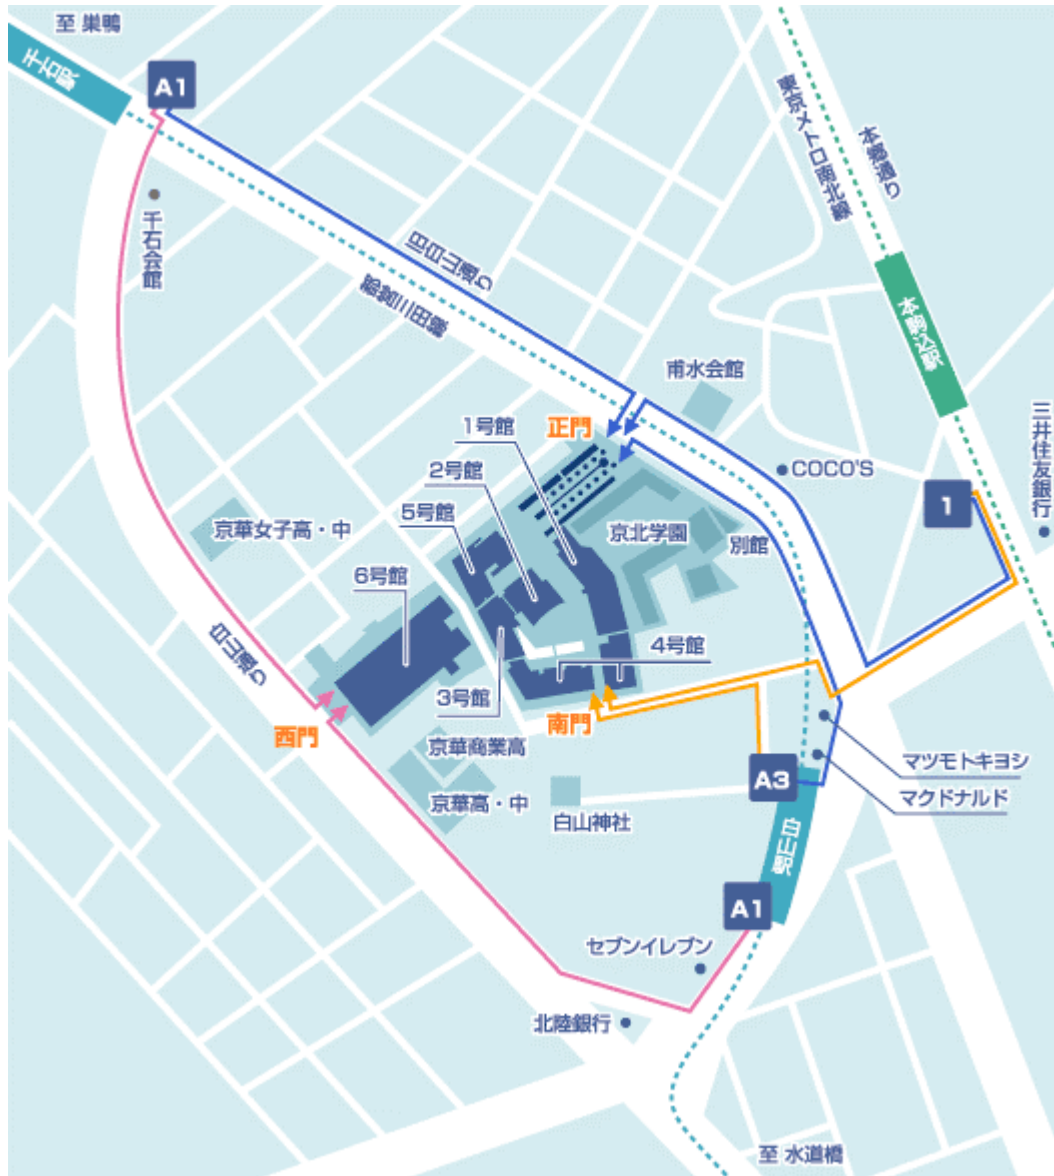 至 巣鴨
千石駅
A1
千石会館
旧白山通り
都営三田線
東京メトロ南北線
本郷通り
本駒込駅
三井住友銀行
甫水会館
正門
1号館
2号館
5号館
6号館
COCO'S
1
京華女子高・中
京北学園
別館
白山通り
4号館
3号館
西門
南門
京華商業高
京華高・中
白山神社
A3
マツモトキヨシ
マクドナルド
白山駅
A1
セブンイレブン
北陸銀行
至 水道橋